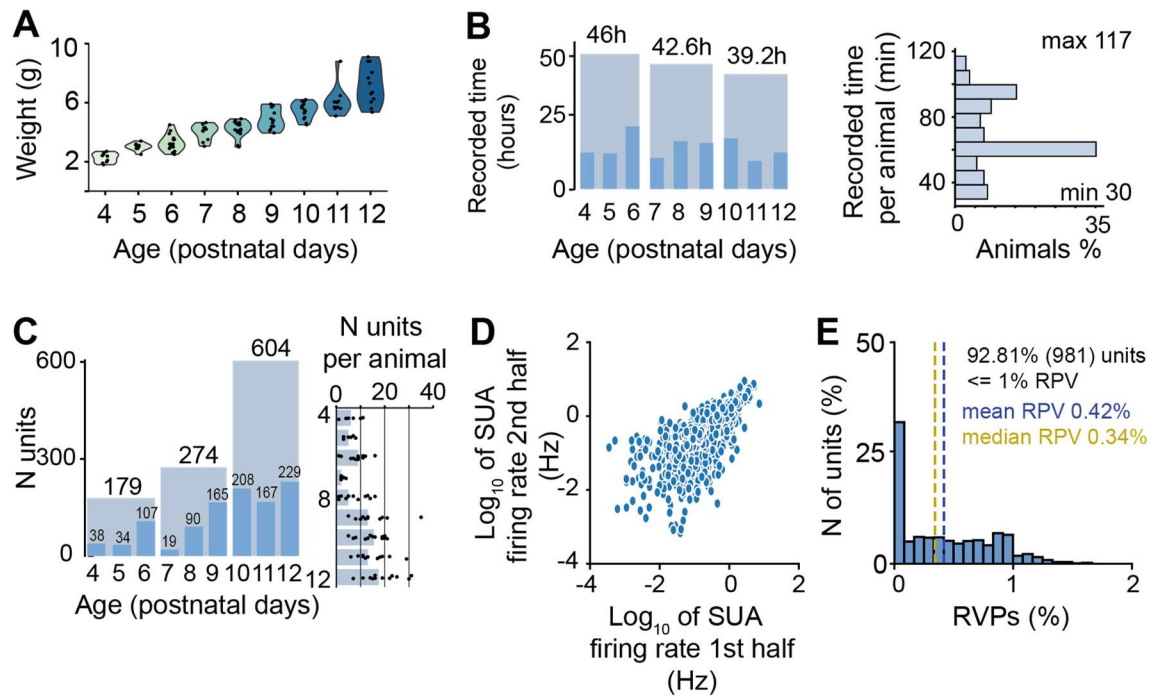 A
Weight (g)
10
6
2
4 5 6 7 8 9 10 11 12
Age (postnatal days)
B
Recorded time
(hours)
50
25
0
46h
42.6h
39.2h
4 5 6 7 8 9 10 11 12
Age (postnatal days)
Recorded time
per animal (min)
120
80
40
max 117
min 30
0 35
Animals %
C
N units
600
300
0
179
274
604
38 34 107 19 90 165 208 167 229
4 5 6 7 8 9 10 11 12
Age (postnatal days)
N units
per animal
0 20 40
4
8
12
D
Log10 of SUA
firing rate 2nd half
(Hz)
2
0
-2
-4
-4 -2 0 2
Log10 of SUA
firing rate 1st half
(Hz)
E
N of units (%)
50
25
0
92.81% (981) units
<= 1% RPV
mean RPV 0.42%
median RPV 0.34%
0 1 2
RVPs (%)